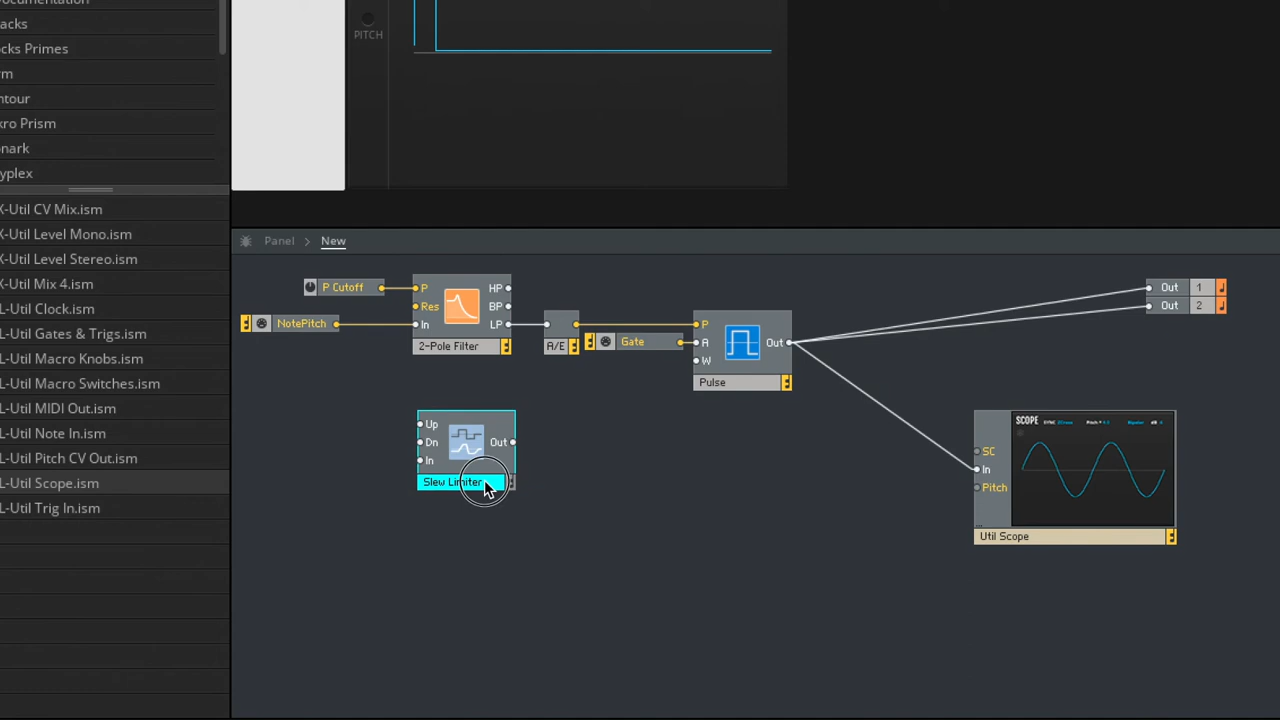 ocumentation
acks
ocks Primes
rm
ntour
kro Prism
nark
yplex
X-Util CV Mix.ism
X-Util Level Mono.ism
X-Util Level Stereo.ism
X-Util Mix 4.ism
L-Util Clock.ism
L-Util Gates & Trigs.ism
L-Util Macro Knobs.ism
L-Util Macro Switches.ism
L-Util MIDI Out.ism
L-Util Note In.ism
L-Util Pitch CV Out.ism
L-Util Scope.ism
L-Util Trig In.ism
PITCH
Panel > New
P Cutoff
NotePitch
P HP
Res BP
In LP
2-Pole Filter
A/E
Gate
P
A Out
W
Pulse
Out 1
Out 2
Up
Dn Out
In
Slew Limiter
SC
In
Pitch
SCOPE
SYNC
Util Scope